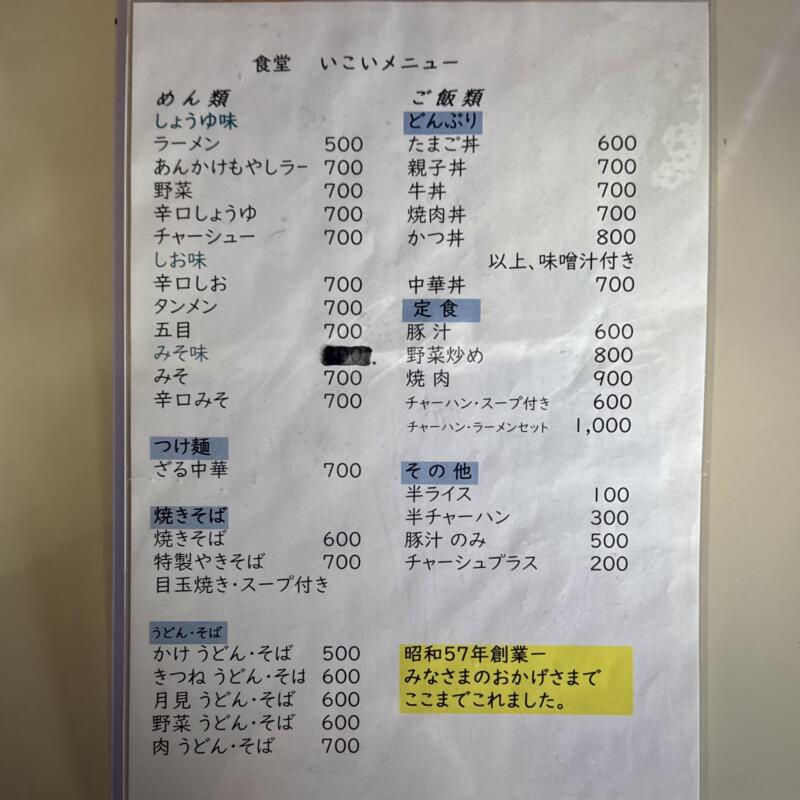 食堂 いこいメニュー
めん類
しょうゆ味
ラーメン 500
あんかけもやしラー 700
野菜 700
辛口しょうゆ 700
チャーシュー 700
しお味
辛口しお 700
タンメン 700
五目 700
みそ味
みそ 700
辛口みそ 700
つけ麺
ざる中華 700
焼きそば
焼きそば 600
特製やきそば 700
目玉焼き・スープ付き
うどん・そば
かけ うどん・そば 500
きつね うどん・そは 600
月見 うどん・そば 600
野菜 うどん・そば 600
肉 うどん・そば 700
ご飯類
どんぶり
たまご丼 600
親子丼 700
牛丼 700
焼肉丼 700
かつ丼 800
以上、味噌汁付き
中華丼 700
定食
豚汁 600
野菜炒め 800
焼肉 900
チャーハン・スープ付き 600
チャーハン・ラーメンセット 1,000
その他
半ライス 100
半チャーハン 300
豚汁 のみ 500
チャーシュプラス 200
昭和57年創業ー
みなさまのおかげさまで
ここまでこれました。